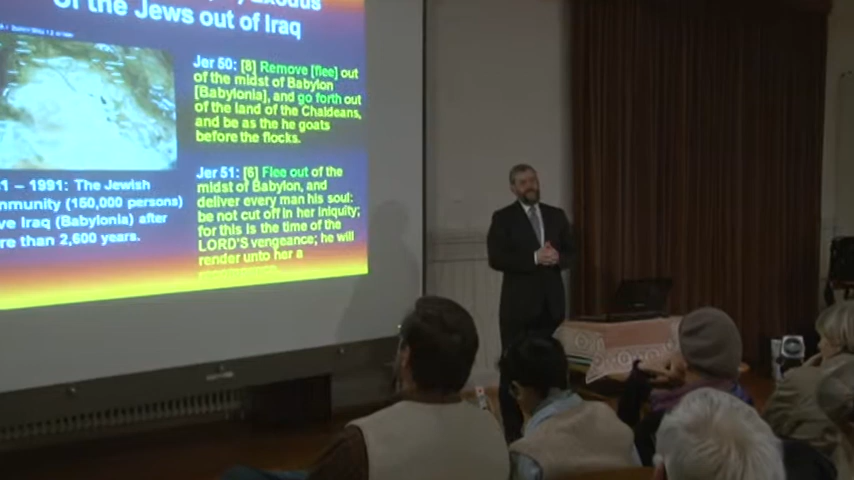 of the Jews out of Iraq
Jer 50: [8] Remove [flee] out
of the midst of Babylon
[Babylonia], and go forth out
of the land of the Chaldeans,
and be as the he goats
before the flocks.
1 – 1991: The Jewish
mmunity (150,000 persons)
ve Iraq (Babylonia) after
re than 2,600 years.
Jer 51: [6] Flee out of the
midst of Babylon, and
deliver every man his soul:
be not cut off in her iniquity;
for this is the time of the
LORD'S vengeance; he will
render unto her a